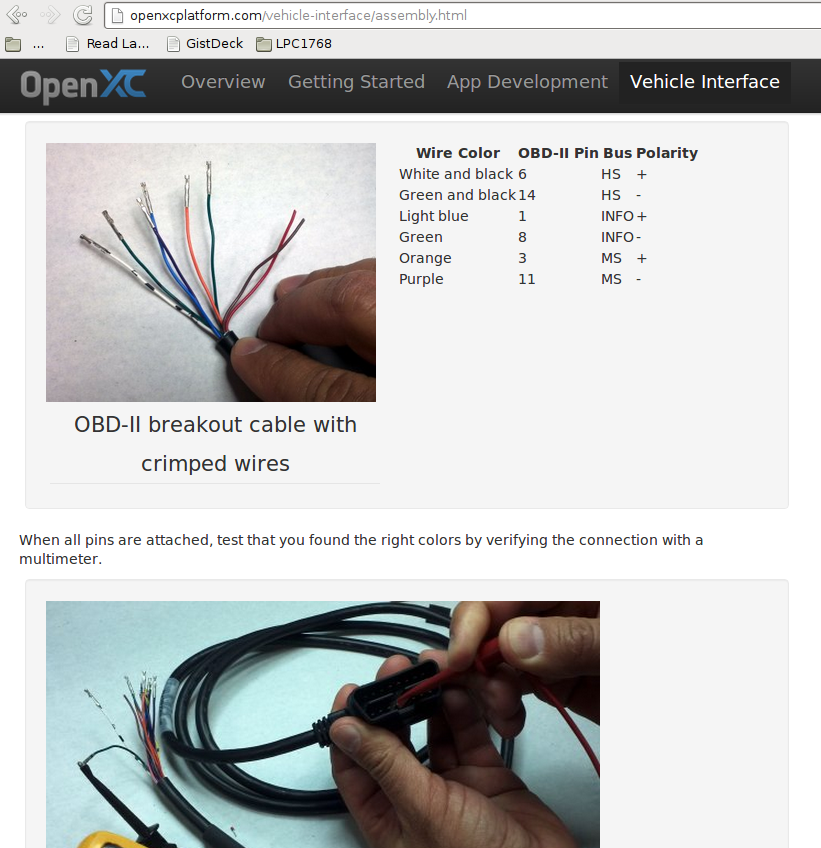 openxcplatform.com/vehicle-interface/assembly.html
... Read La... GistDeck LPC1768
OpenXC Overview Getting Started App Development Vehicle Interface
Wire Color OBD-II Pin Bus Polarity
White and black 6 HS +
Green and black 14 HS -
Light blue 1 INFO +
Green 8 INFO -
Orange 3 MS +
Purple 11 MS -
OBD-II breakout cable with
crimped wires
When all pins are attached, test that you found the right colors by verifying the connection with a
multimeter.